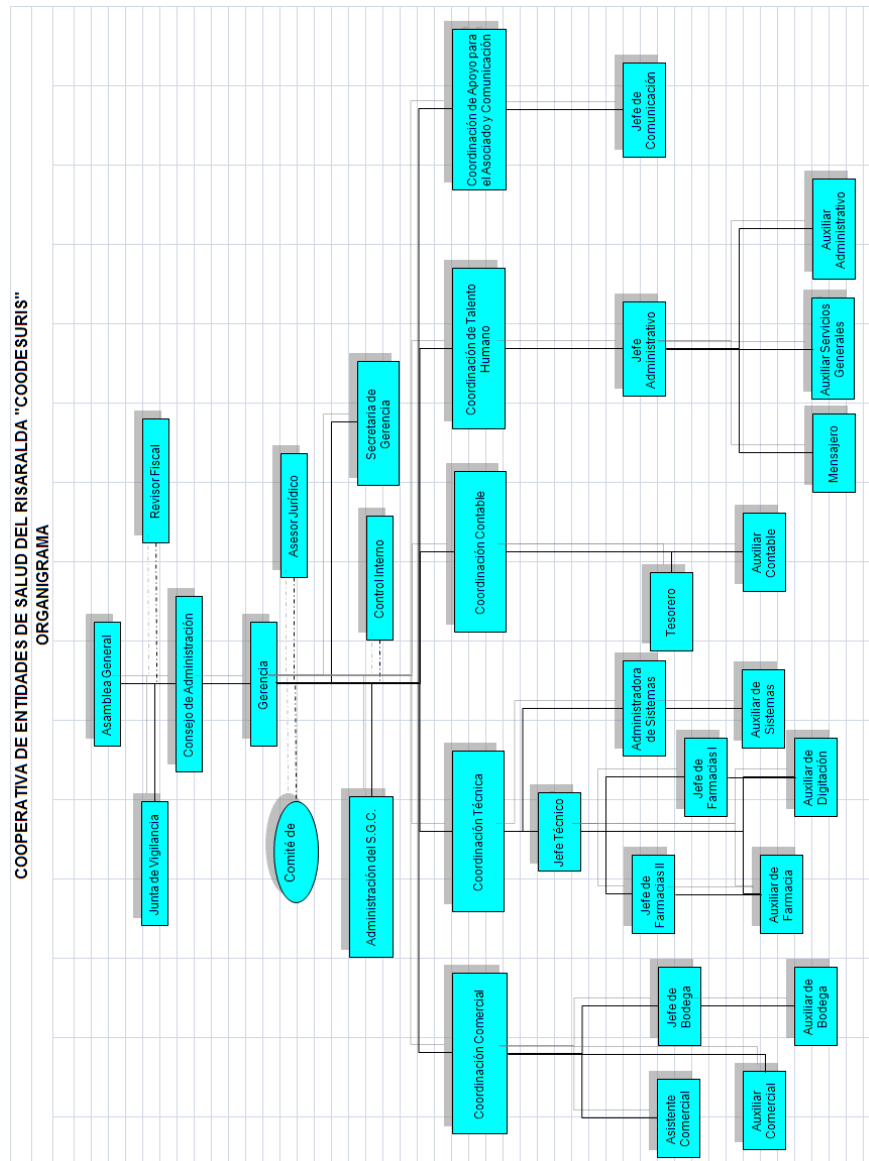 COOPERATIVA DE ENTIDADES DE SALUD DEL RISARALDA "COODESURIS"
ORGANIGRAMA
Asamblea General
Junta de Vigilancia
Revisor Fiscal
Consejo de Administración
Gerencia
Comité de
Asesor Jurídico
Administración del S.G.C.
Control Interno
Secretaria de
Gerencia
Coordinación Comercial
Coordinación Técnica
Coordinación Contable
Coordinación de Talento
Humano
Coordinación de Apoyo para
el Asociado y Comunicación
Jefe Técnico
Asistente
Comercial
Jefe de
Bodega
Jefe de
Farmacias II
Jefe de
Farmacias I
Administradora
de Sistemas
Tesorero
Jefe
Administrativo
Jefe de
Comunicación
Auxiliar
Comercial
Auxiliar de
Bodega
Auxiliar de
Farmacia
Auxiliar de
Digitación
Auxiliar de
Sistemas
Auxiliar
Contable
Mensajero
Auxiliar Servicios
Generales
Auxiliar
Administrativo